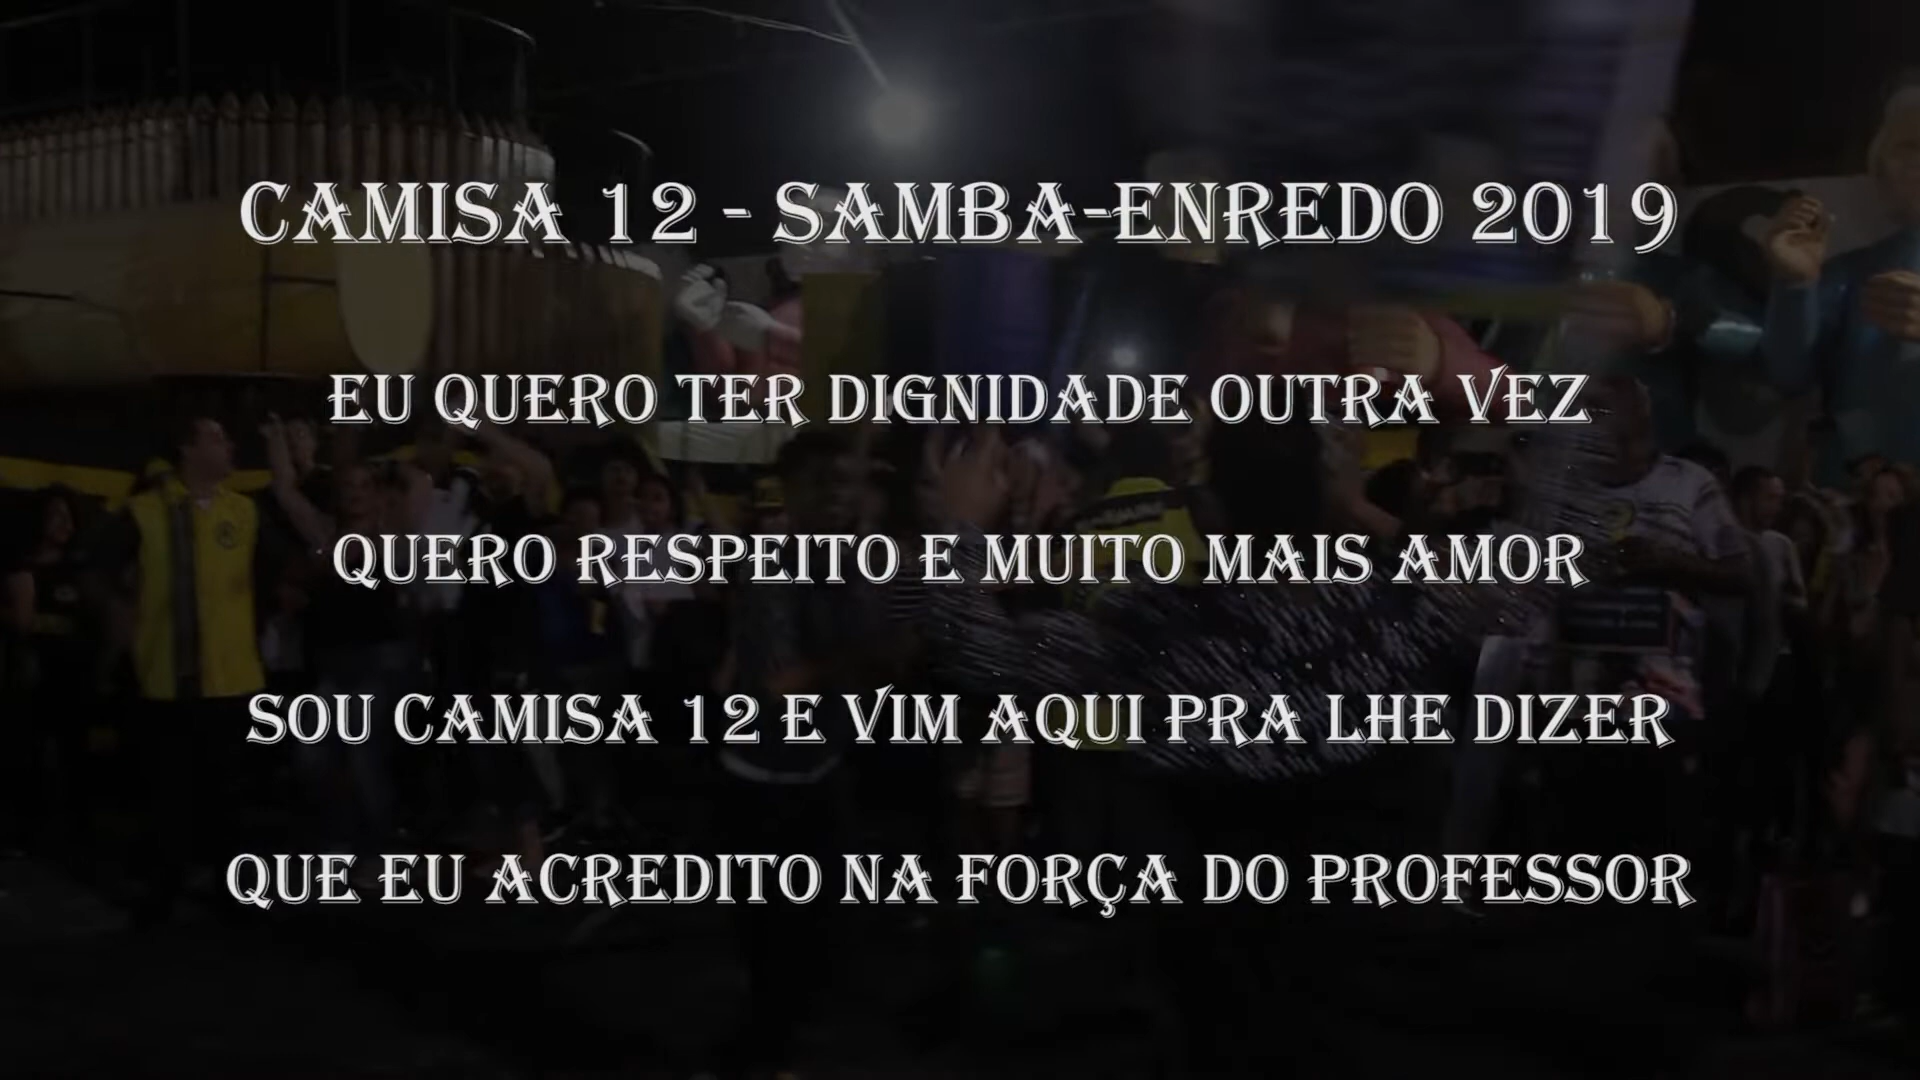 CAMISA 12 - SAMBA-ENREDO 2019
EU QUERO TER DIGNIDADE OUTRA VEZ
QUERO RESPEITO E MUITO MAIS AMOR
SOU CAMISA 12 E VIM AQUI PRA LHE DIZER
QUE EU ACREDITO NA FORÇA DO PROFESSOR